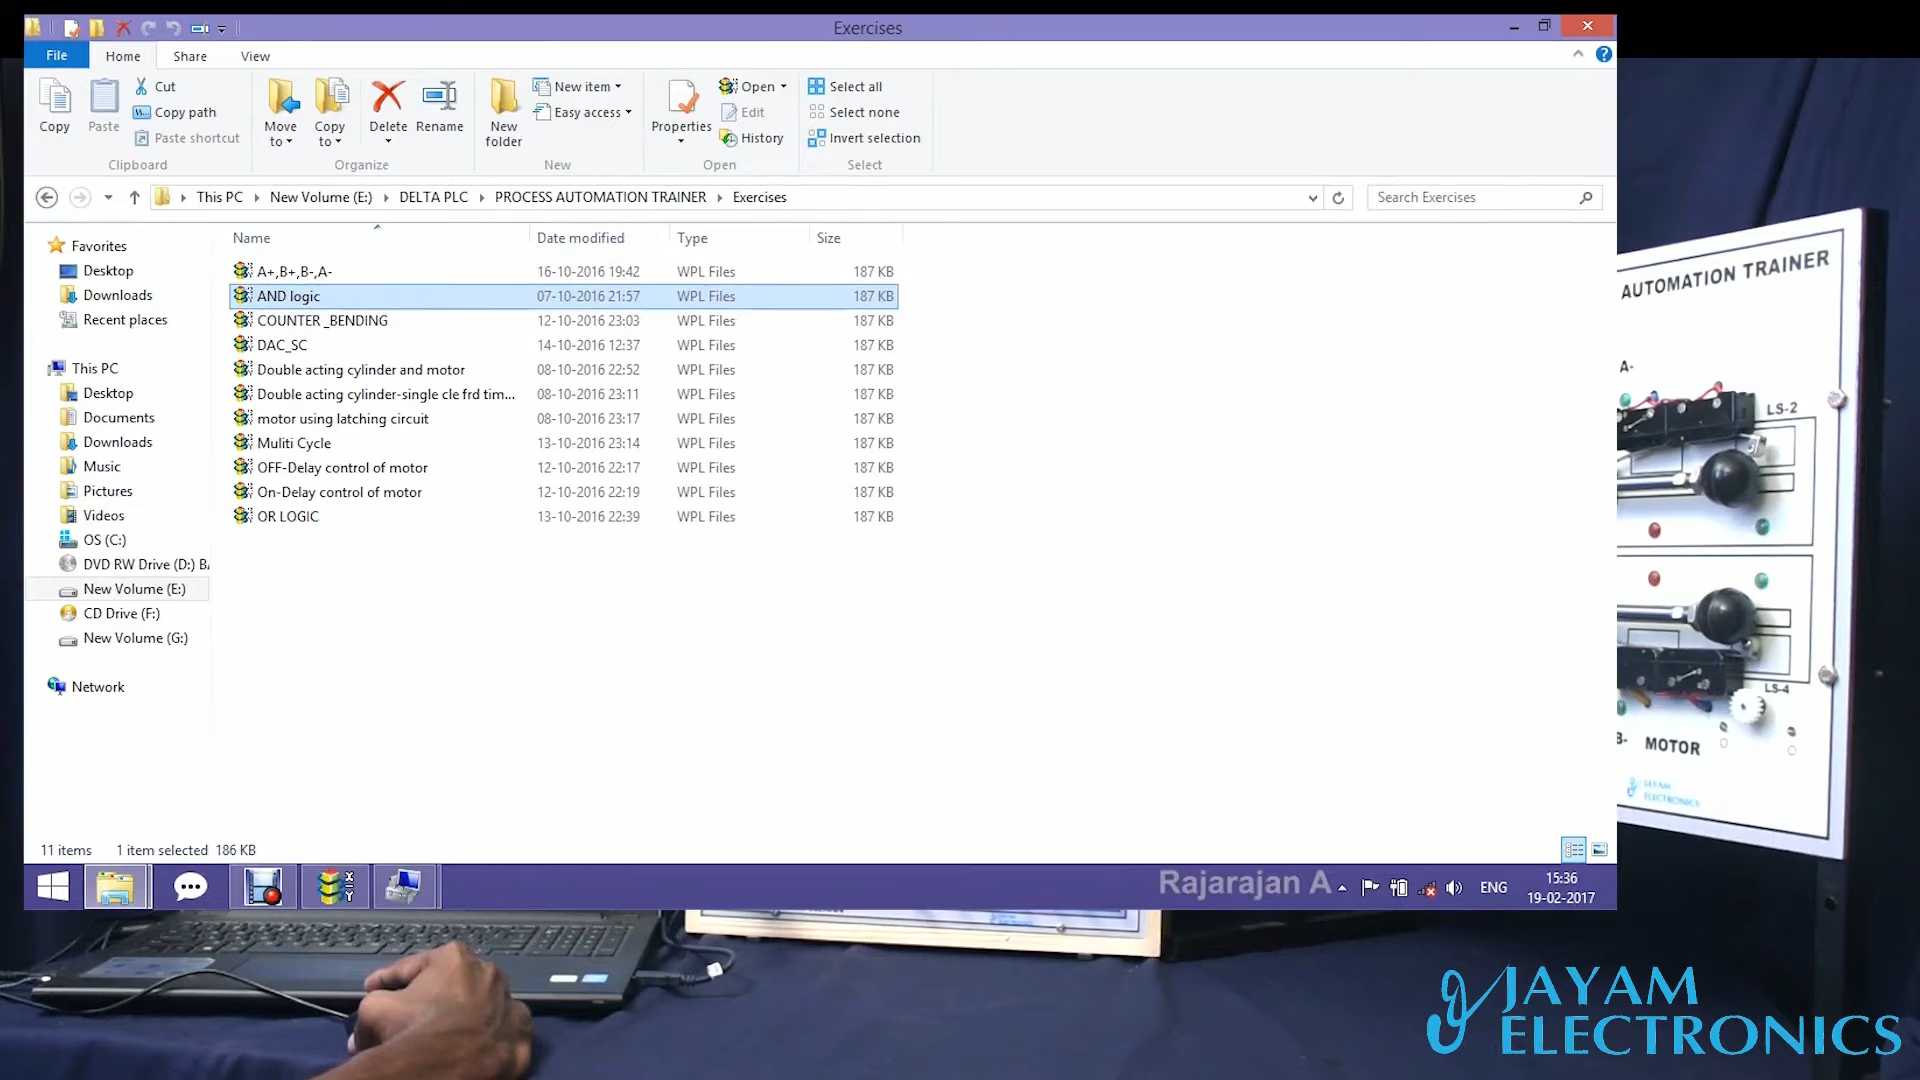 Exercises
File Home Share View
Copy
Paste
Cut
Copy path
Paste shortcut
Clipboard
Move to
Copy to
Delete
Rename
Organize
New folder
New item
Easy access
New
Properties
Open
Edit
History
Open
Select all
Select none
Invert selection
Select
This PC New Volume (E:) DELTA PLC PROCESS AUTOMATION TRAINER Exercises
Search Exercises
Favorites
Desktop
Downloads
Recent places
This PC
Desktop
Documents
Downloads
Music
Pictures
Videos
OS (C:)
DVD RW Drive (D:)
New Volume (E:)
CD Drive (F:)
New Volume (G:)
Network
Name Date modified Type Size
A+,B+,B-,A- 16-10-2016 19:42 WPL Files 187 KB
AND logic 07-10-2016 21:57 WPL Files 187 KB
COUNTER _BENDING 12-10-2016 23:03 WPL Files 187 KB
DAC_SC 14-10-2016 12:37 WPL Files 187 KB
Double acting cylinder and motor 08-10-2016 22:52 WPL Files 187 KB
Double acting cylinder-single cle frd tim... 08-10-2016 23:11 WPL Files 187 KB
motor using latching circuit 08-10-2016 23:17 WPL Files 187 KB
Muliti Cycle 13-10-2016 23:14 WPL Files 187 KB
OFF-Delay control of motor 12-10-2016 22:17 WPL Files 187 KB
On-Delay control of motor 12-10-2016 22:19 WPL Files 187 KB
OR LOGIC 13-10-2016 22:39 WPL Files 187 KB
11 items 1 item selected 186 KB
Rajarajan A
ENG
15:36
19-02-2017
AUTOMATION TRAINER
A-
LS-2
LS-4
B- MOTOR
JAYAM
ELECTRONICS
JAYAM
ELECTRONICS